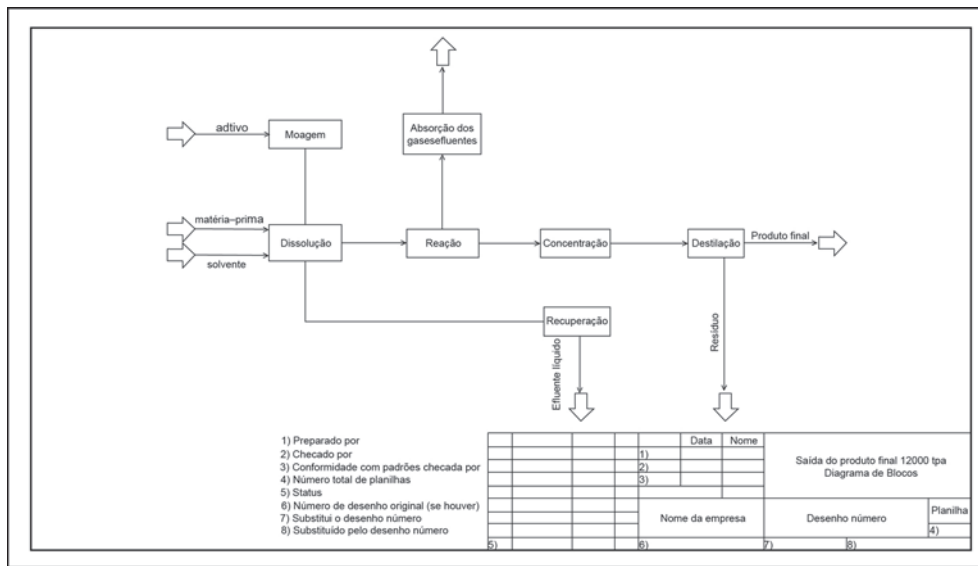 Absorção dos
gasesefluentes
adtivo
Moagem
matéria–prima
solvente
Dissolução
Reação
Concentração
Destilação
Produto final
Recuperação
Efluente líquido
Resíduo
1) Preparado por
2) Checado por
3) Conformidade com padrões checada por
4) Número total de planilhas
5) Status
6) Número de desenho original (se houver)
7) Substitui o desenho número
8) Substituído pelo desenho número
Data
Nome
1)
2)
3)
Saída do produto final 12000 tpa
Diagrama de Blocos
Nome da empresa
Desenho número
Planilha
4)
5)
6)
7)
8)